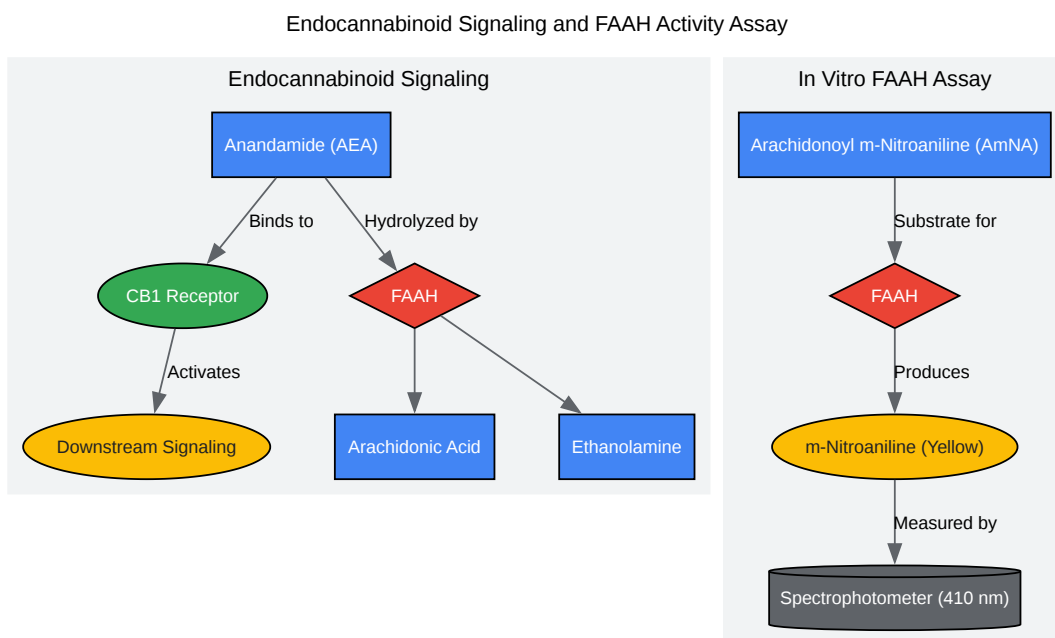 Endocannabinoid Signaling and FAAH Activity Assay
Endocannabinoid Signaling
Anandamide (AEA)
Binds to
Hydrolyzed by
CB1 Receptor
FAAH
Activates
Downstream Signaling
Arachidonic Acid
Ethanolamine
In Vitro FAAH Assay
Arachidonoyl m-Nitroaniline (AmNA)
Substrate for
FAAH
Produces
m-Nitroaniline (Yellow)
Measured by
Spectrophotometer (410 nm)